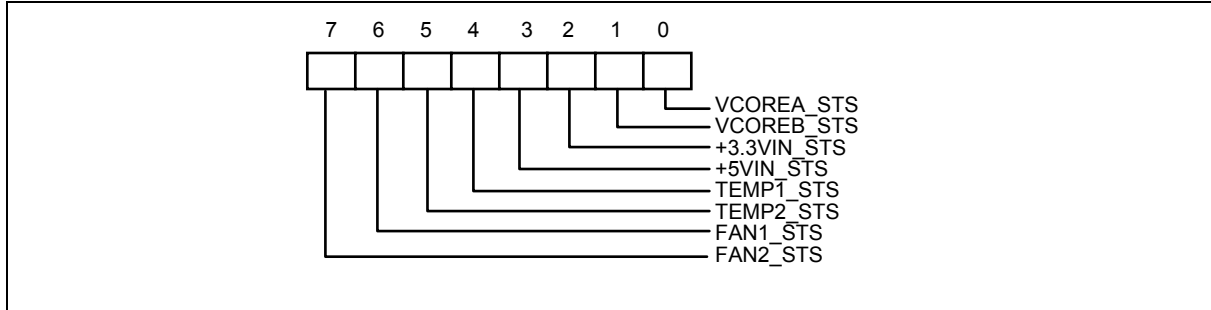 7 6 5 4 3 2 1 0
VCOREA_STS
VCOREB_STS
+3.3VIN_STS
+5VIN_STS
TEMP1_STS
TEMP2_STS
FAN1_STS
FAN2_STS